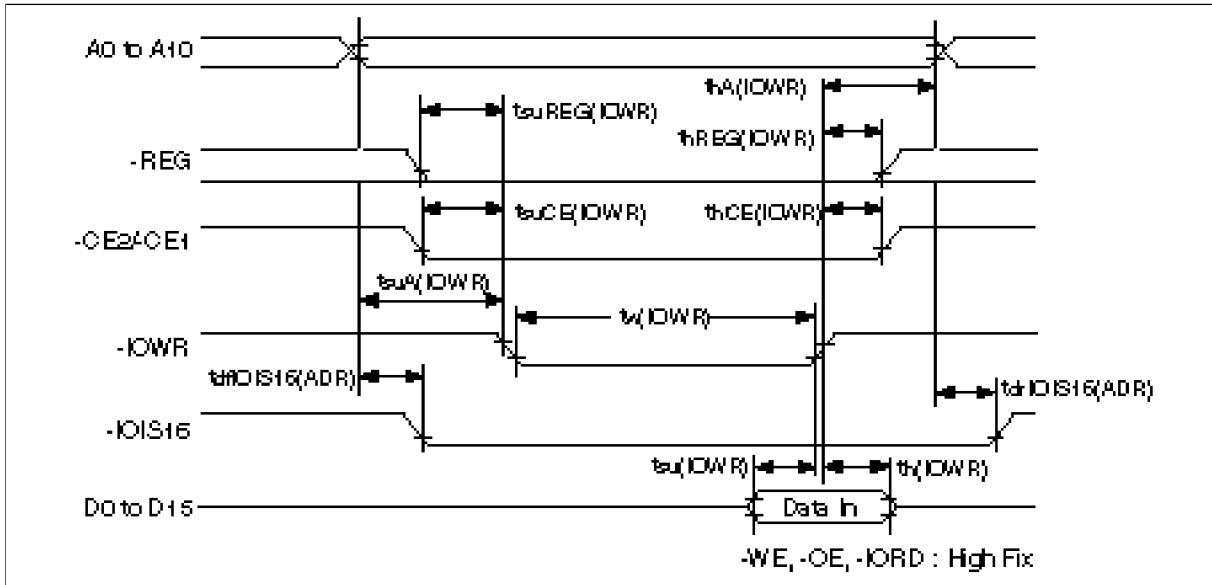 A0 to A10
thA(IOWR)
tsuREG(IOWR)
thREG(IOWR)
-REG
tsuCE(IOWR)
thCE(IOWR)
-CE2/-CE1
tsuA(IOWR)
tw(IOWR)
-IOWR
tdfIOIS16(ADR)
tdrIOIS16(ADR)
-IOIS16
tsu(IOWR)
th(IOWR)
D0 to D15
Data In
-WE, -OE, -IORD : High Fix